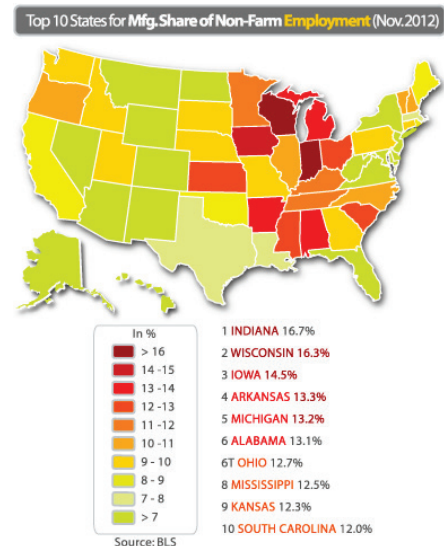 Top 10 States for Mfg. Share of Non-Farm Employment (Nov. 2012)
In %
> 16
14 -15
13 -14
12 -13
11 -12
10 -11
9 - 10
8 - 9
7 - 8
> 7
Source: BLS
1 INDIANA 16.7%
2 WISCONSIN 16.3%
3 IOWA 14.5%
4 ARKANSAS 13.3%
5 MICHIGAN 13.2%
6 ALABAMA 13.1%
6T OHIO 12.7%
8 MISSISSIPPI 12.5%
9 KANSAS 12.3%
10 SOUTH CAROLINA 12.0%